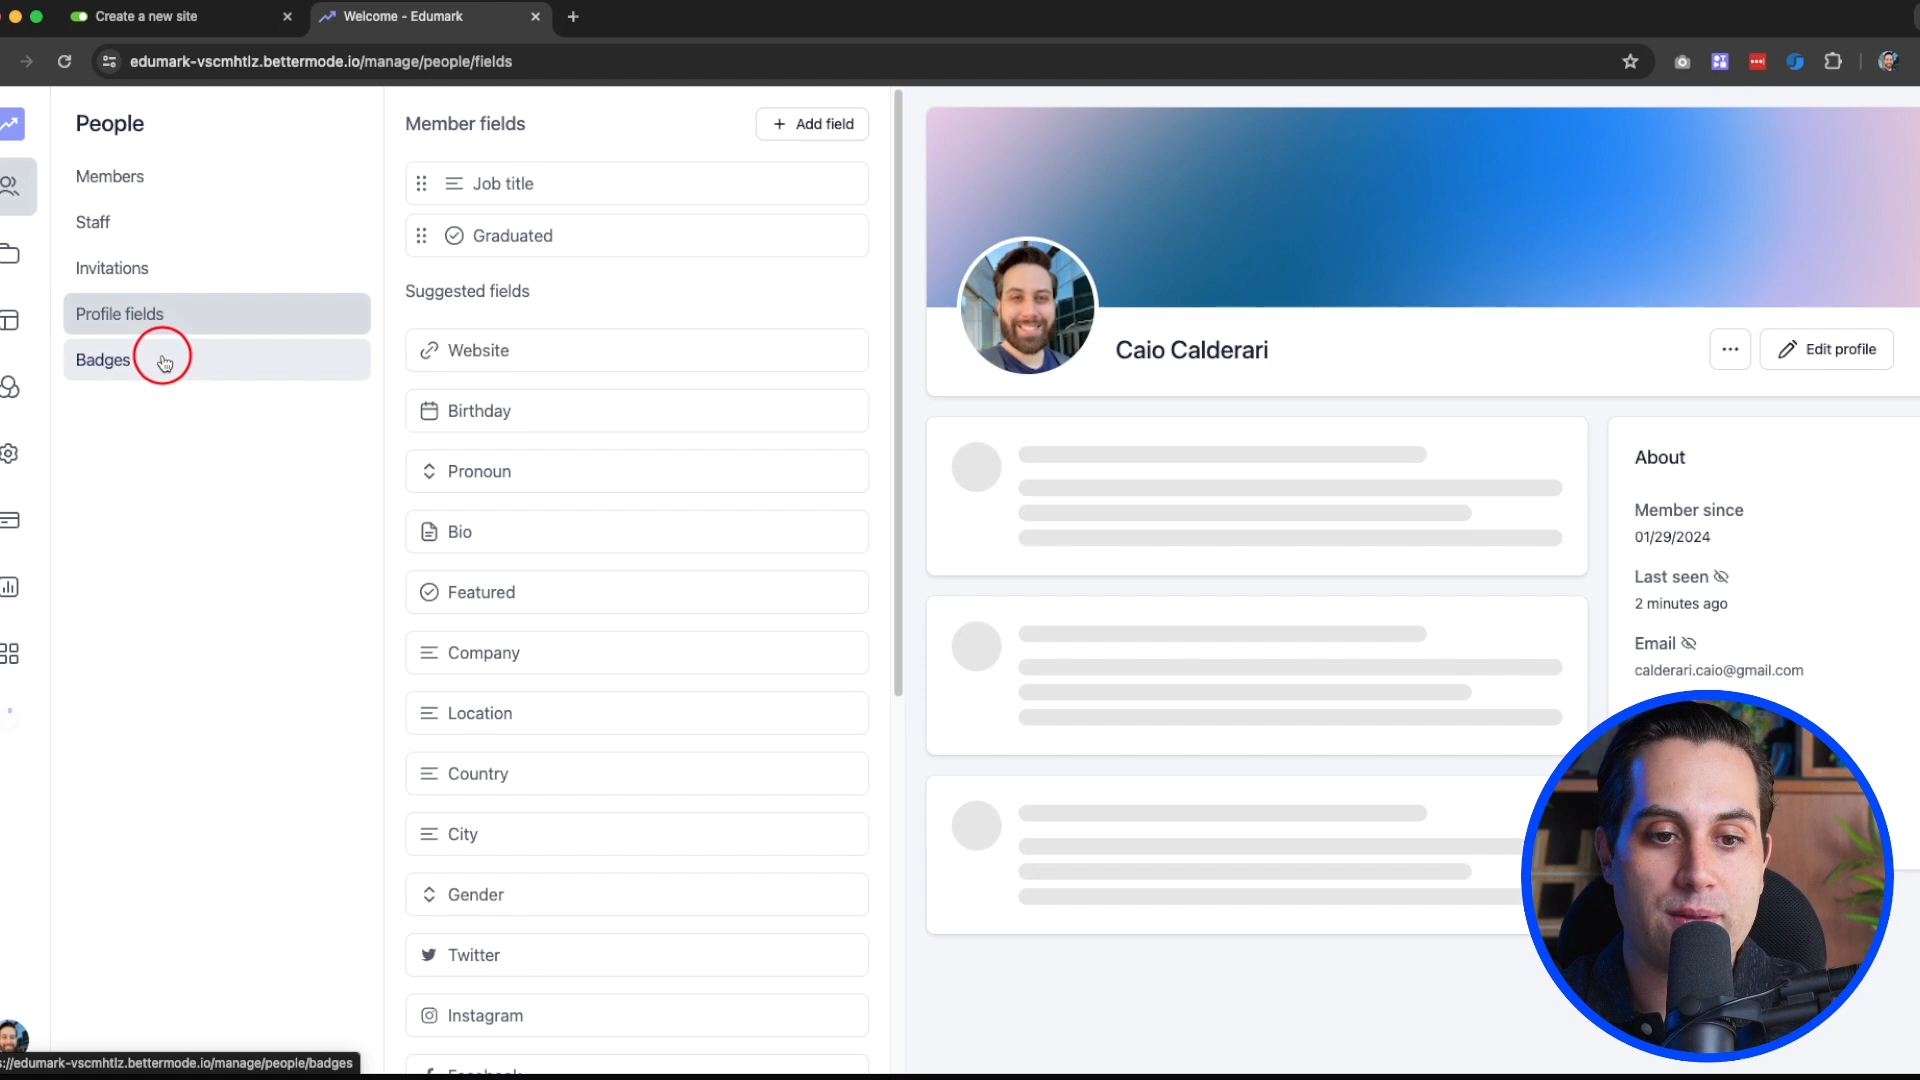 Create a new site
Welcome - Edumark
edumark-vscmhtlz.bettermode.io/manage/people/fields
People
Members
Staff
Invitations
Profile fields
Badges
Member fields
Add field
Job title
Graduated
Suggested fields
Website
Birthday
Pronoun
Bio
Featured
Company
Location
Country
City
Gender
Twitter
Instagram
Facebook
Caio Calderari
Edit profile
About
Member since
01/29/2024
Last seen
2 minutes ago
Email
calderari.caio@gmail.com
s://edumark-vscmhtlz.bettermode.io/manage/people/badges